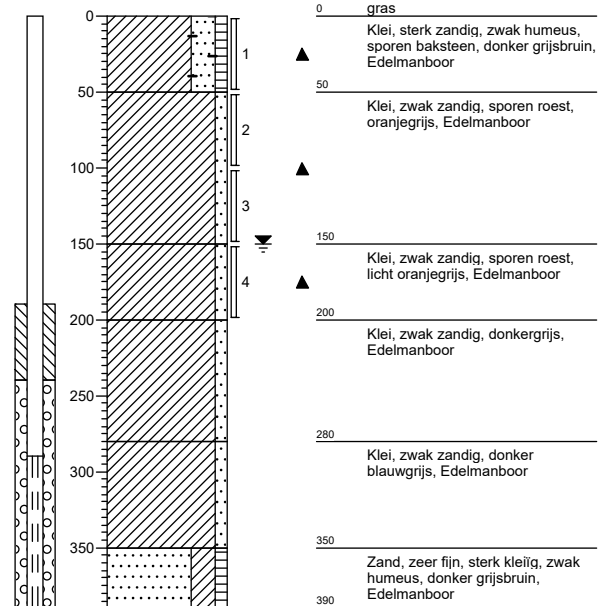 0
50
100
150
200
250
300
350
1
2
3
4
0
gras
Klei, sterk zandig, zwak humeus,
sporen baksteen, donker grijsbruin,
Edelmanboor
50
Klei, zwak zandig, sporen roest,
oranjegrijs, Edelmanboor
150
Klei, zwak zandig, sporen roest,
licht oranjegrijs, Edelmanboor
200
Klei, zwak zandig, donkergrijs,
Edelmanboor
280
Klei, zwak zandig, donker
blauwgrijs, Edelmanboor
350
Zand, zeer fijn, sterk kleiïg, zwak
humeus, donker grijsbruin,
Edelmanboor
390